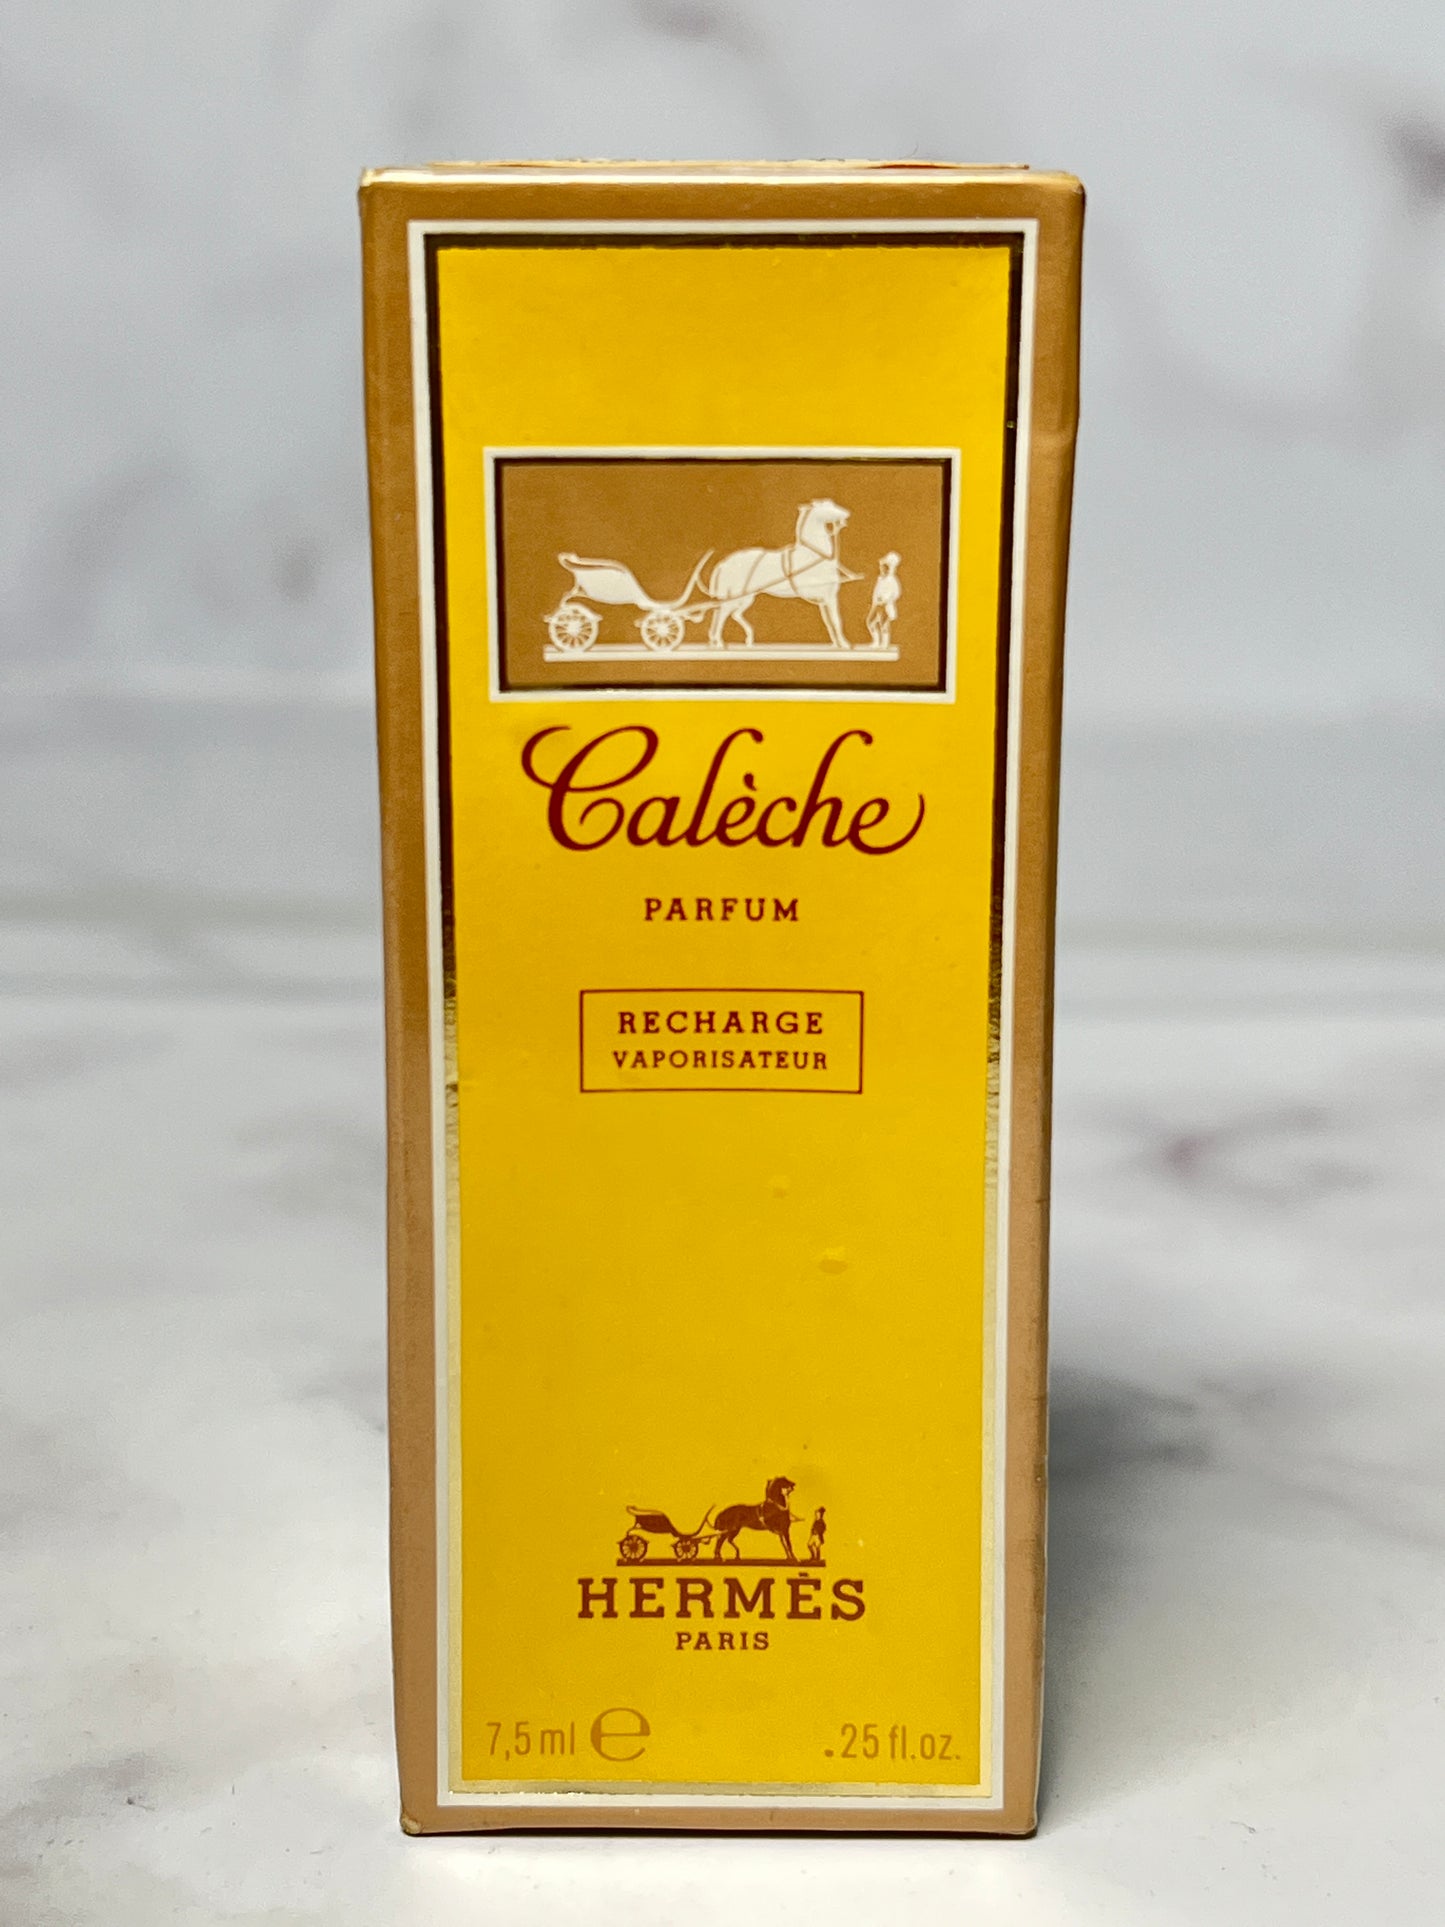 Calèche
PARFUM
RECHARGE
VAPORISATEUR
HERMÈS
PARIS
7,5 ml ℮ .25 fl.oz.